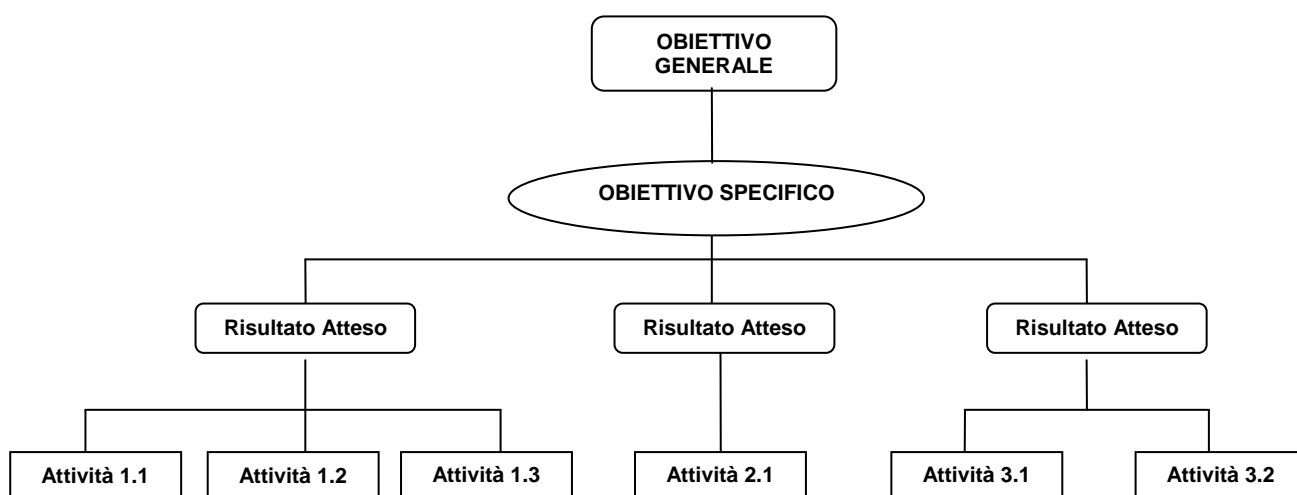 OBIETTIVO
GENERALE
OBIETTIVO SPECIFICO
Risultato Atteso
Risultato Atteso
Risultato Atteso
Attività 1.1
Attività 1.2
Attività 1.3
Attività 2.1
Attività 3.1
Attività 3.2